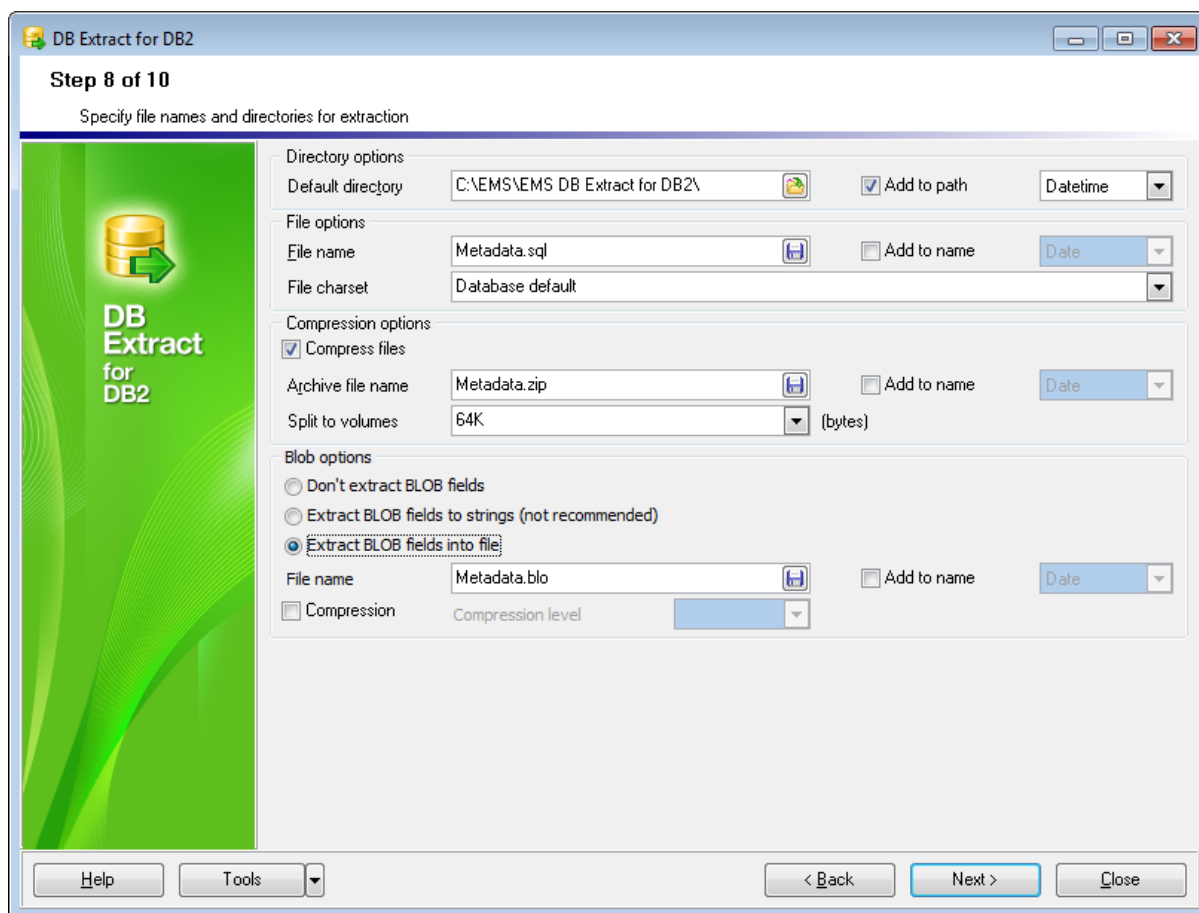 DB Extract for DB2
Step 8 of 10
Specify file names and directories for extraction
DB
Extract
for
DB2
Directory options
Default directory C:\EMS\EMS DB Extract for DB2\ Add to path Datetime
File options
File name Metadata.sql Add to name Date
File charset Database default
Compression options
Compress files
Archive file name Metadata.zip Add to name Date
Split to volumes 64K (bytes)
Blob options
Don't extract BLOB fields
Extract BLOB fields to strings (not recommended)
Extract BLOB fields into file
File name Metadata.blo Add to name Date
Compression Compression level
Help Tools < Back Next > Close